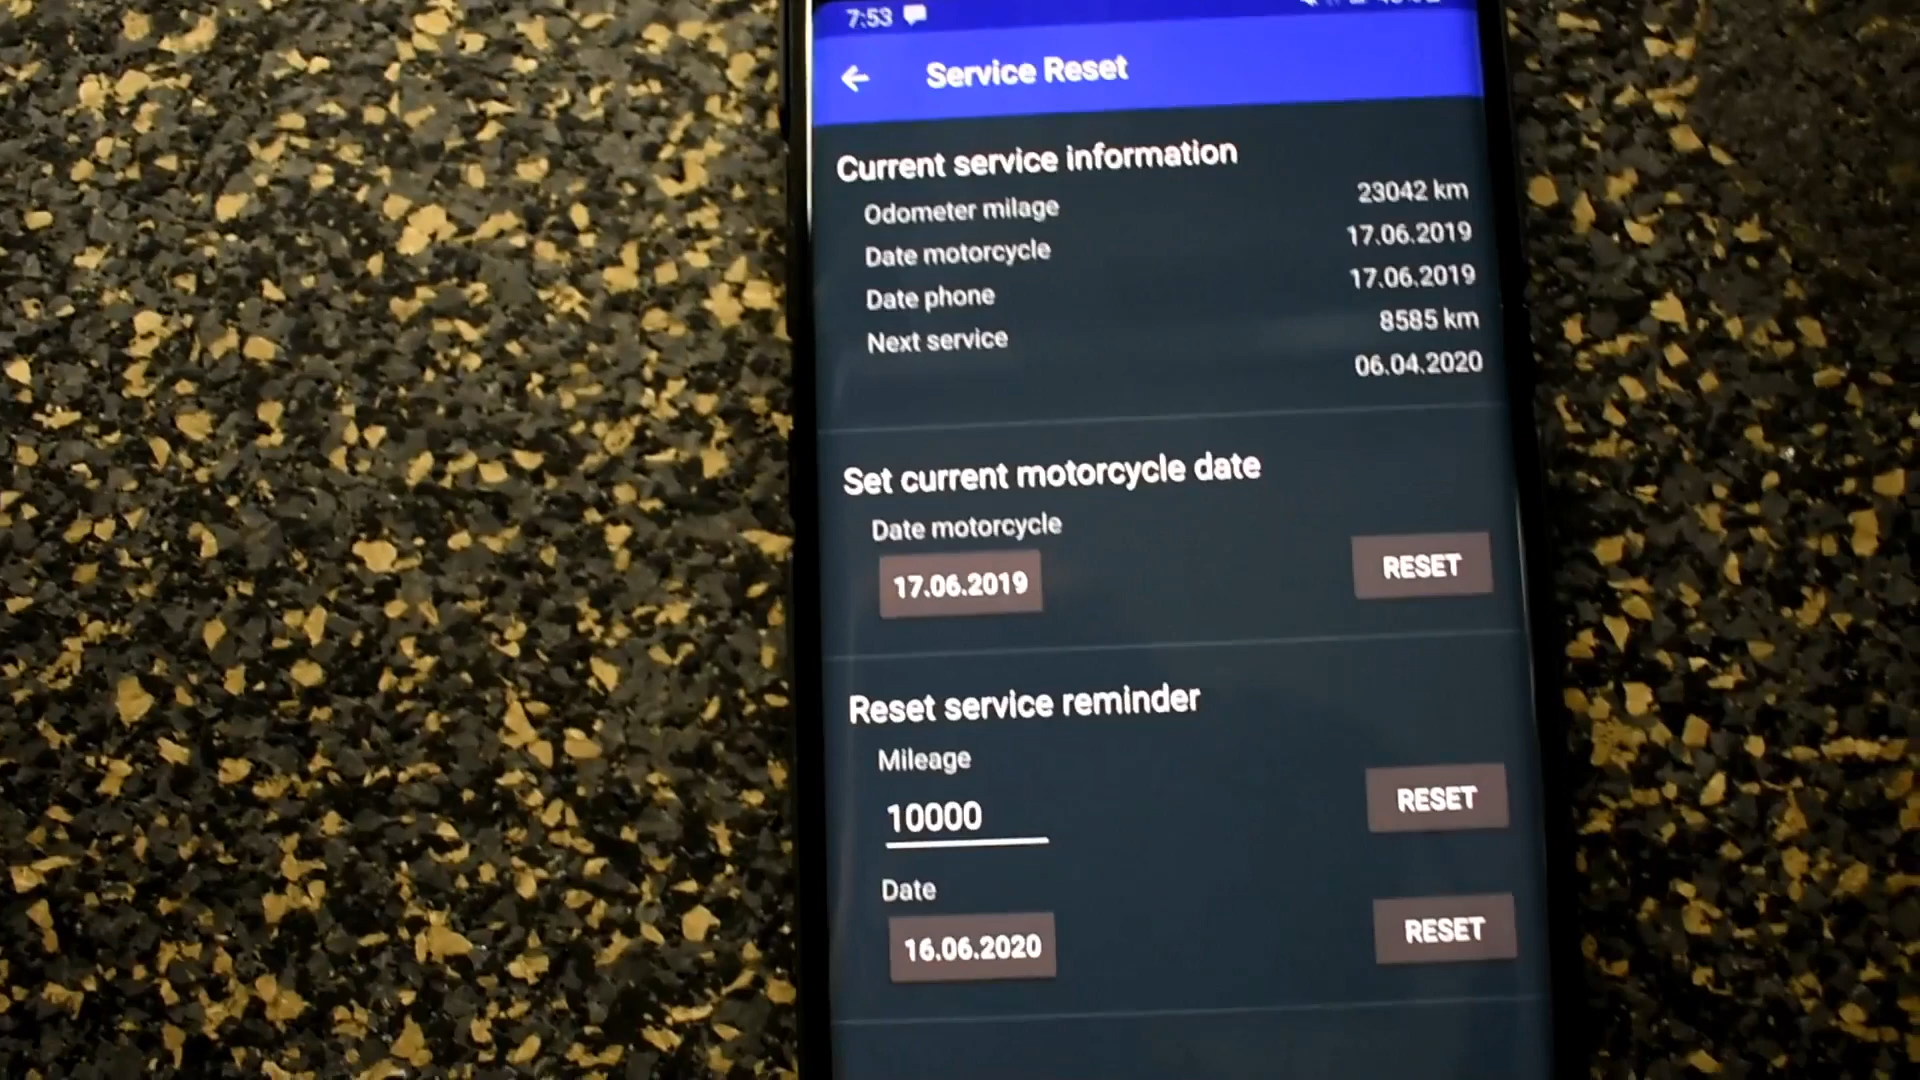 7:53
Service Reset
Current service information
Odometer milage 23042 km
Date motorcycle 17.06.2019
Date phone 17.06.2019
Next service 8585 km
06.04.2020
Set current motorcycle date
Date motorcycle
17.06.2019 RESET
Reset service reminder
Mileage
10000 RESET
Date
16.06.2020 RESET